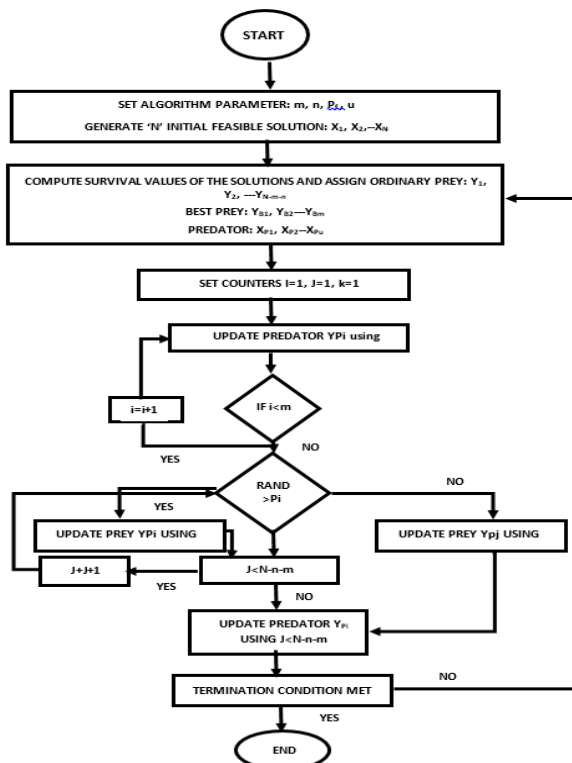 START
SET ALGORITHM PARAMETER: m, n, Pf, u
GENERATE ‘N’ INITIAL FEASIBLE SOLUTION: X1, X2,--XN
COMPUTE SURVIVAL VALUES OF THE SOLUTIONS AND ASSIGN ORDINARY PREY: Y1,
Y2, ---YN-m-n
BEST PREY: YB1, YB2---YBm
PREDATOR: XP1, XP2--XPu
SET COUNTERS I=1, J=1, k=1
UPDATE PREDATOR YPi using
i=i+1
IF i<m
YES
NO
RAND
>Pi
YES
NO
UPDATE PREY YPi USING
UPDATE PREY Ypj USING
J+J+1
YES
J<N-n-m
NO
UPDATE PREDATOR YPi
USING J<N-n-m
TERMINATION CONDITION MET
NO
YES
END